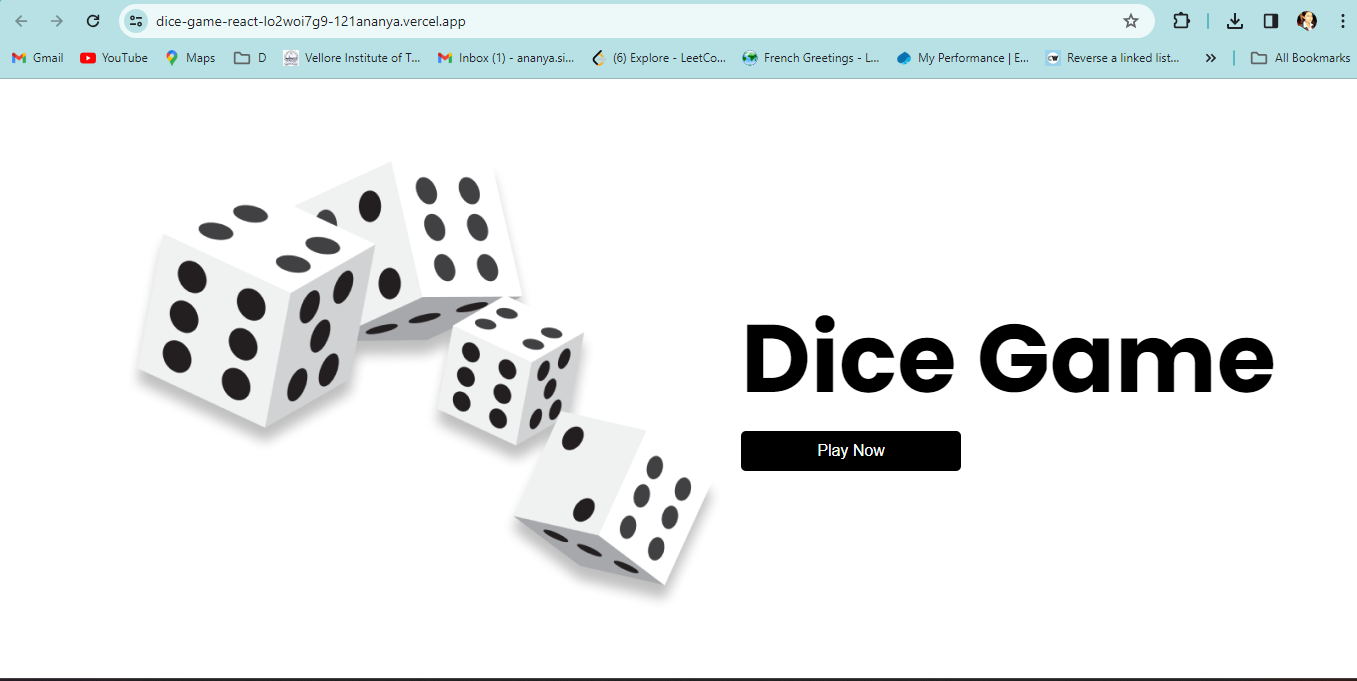 dice-game-react-lo2woi7g9-121ananya.vercel.app
Gmail YouTube Maps D Vellore Institute of T... Inbox (1) - ananya.si... (6) Explore - LeetCo... French Greetings - L... My Performance | E... Reverse a linked list... » All Bookmarks
Dice Game
Play Now